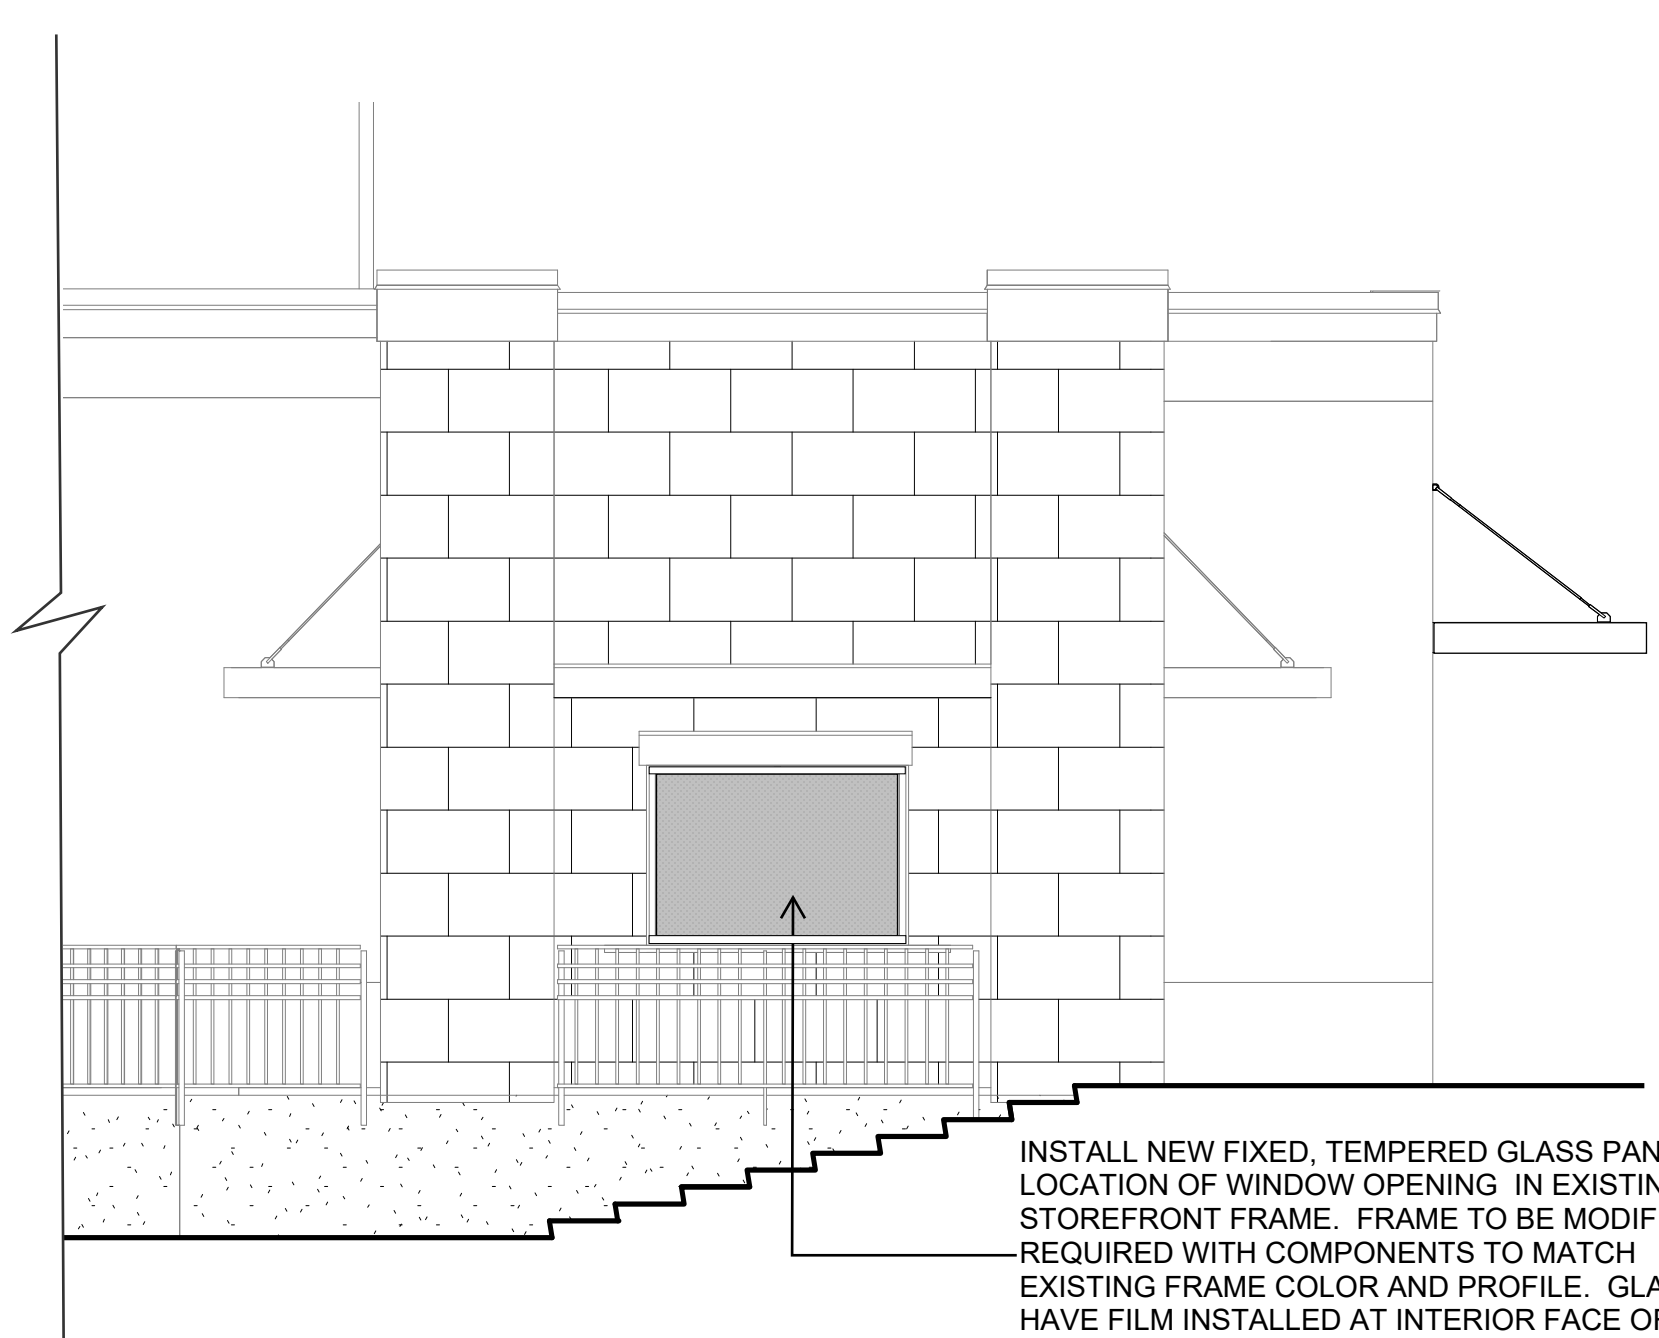 INSTALL NEW FIXED, TEMPERED GLASS PAN
LOCATION OF WINDOW OPENING IN EXISTIN
STOREFRONT FRAME. FRAME TO BE MODIF
REQUIRED WITH COMPONENTS TO MATCH
EXISTING FRAME COLOR AND PROFILE. GLA
HAVE FILM INSTALLED AT INTERIOR FACE OF